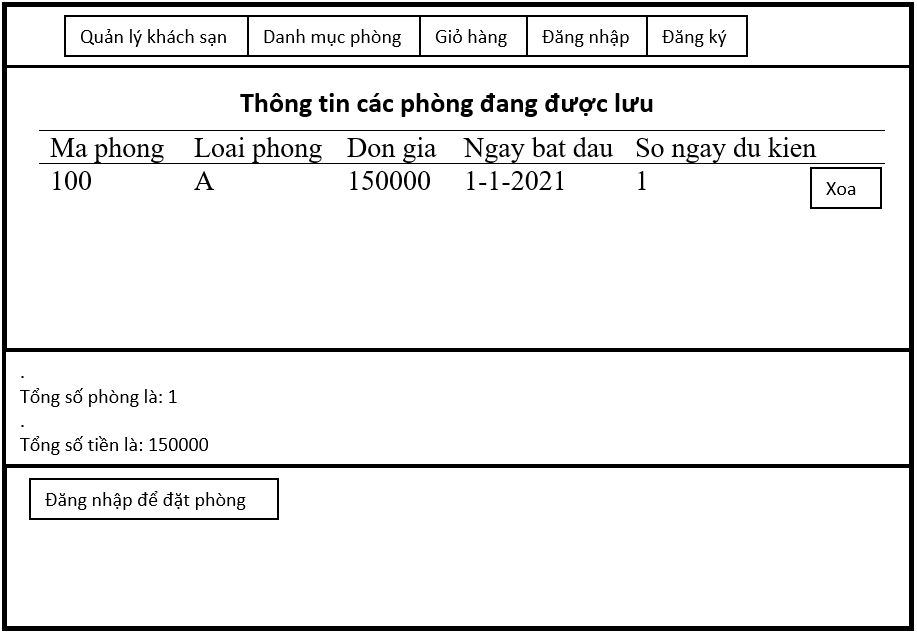 Quản lý khách sạn Danh mục phòng Giỏ hàng Đăng nhập Đăng ký
Thông tin các phòng đang được lưu
Ma phong Loai phong Don gia Ngay bat dau So ngay du kien
100 A 150000 1-1-2021 1 Xoa
.
Tổng số phòng là: 1
.
Tổng số tiền là: 150000
Đăng nhập để đặt phòng